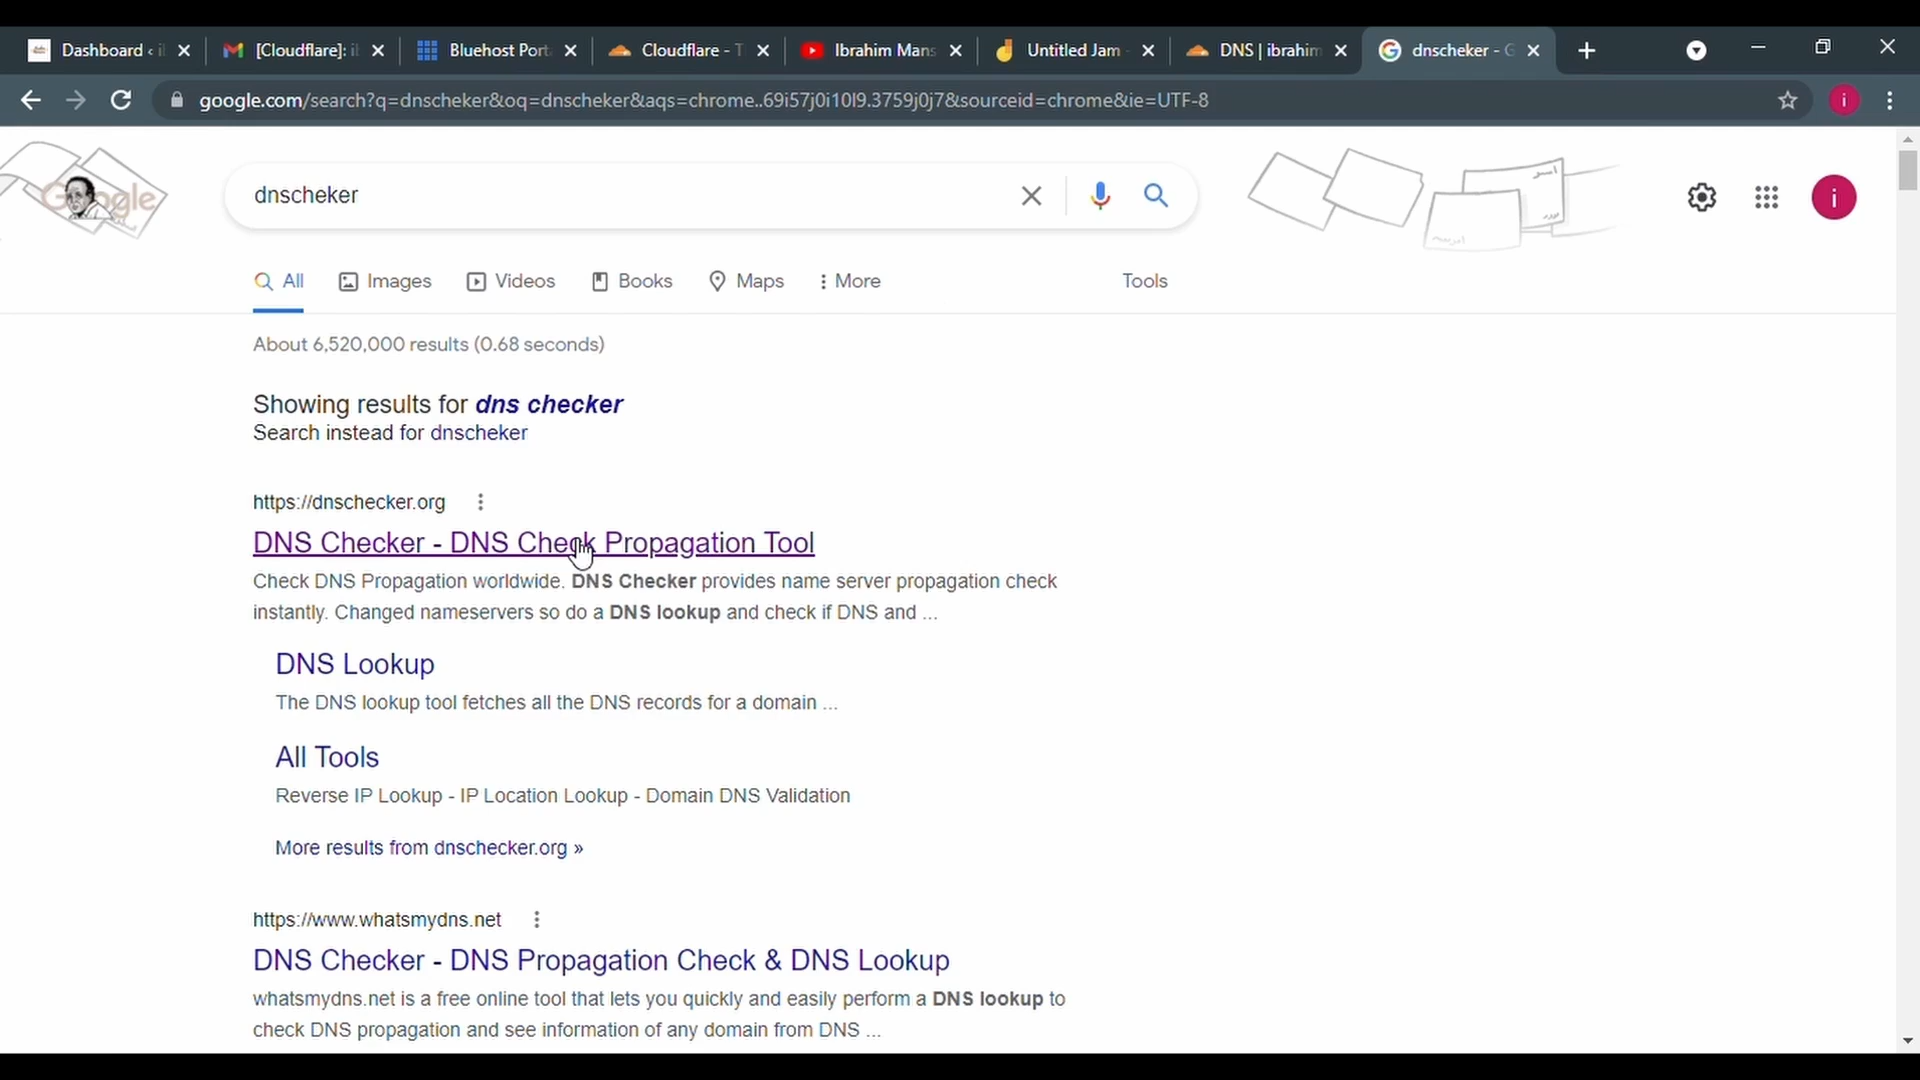 Dashboard ‹ il
[Cloudflare]: il
Bluehost Port
Cloudflare - T
Ibrahim Mans
Untitled Jam -
DNS | ibrahim
dnscheker - G
google.com/search?q=dnscheker&oq=dnscheker&aqs=chrome..69i57j0i10l9.3759j0j7&sourceid=chrome&ie=UTF-8
i
Google
dnscheker
i
All
Images
Videos
Books
Maps
More
Tools
About 6,520,000 results (0.68 seconds)
Showing results for dns checker
Search instead for dnscheker
https://dnschecker.org
DNS Checker - DNS Check Propagation Tool
Check DNS Propagation worldwide. DNS Checker provides name server propagation check
instantly. Changed nameservers so do a DNS lookup and check if DNS and ...
DNS Lookup
The DNS lookup tool fetches all the DNS records for a domain ...
All Tools
Reverse IP Lookup - IP Location Lookup - Domain DNS Validation
More results from dnschecker.org »
https://www.whatsmydns.net
DNS Checker - DNS Propagation Check & DNS Lookup
whatsmydns.net is a free online tool that lets you quickly and easily perform a DNS lookup to
check DNS propagation and see information of any domain from DNS ...